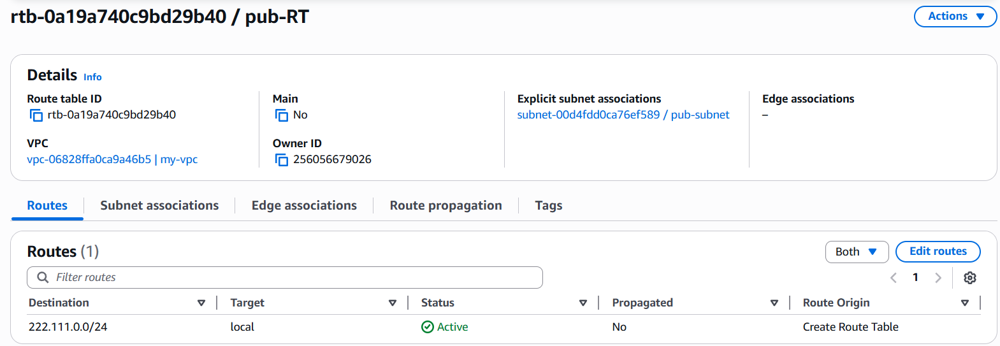 rtb-0a19a740c9bd29b40 / pub-RT
Actions
Details Info
Route table ID
rtb-0a19a740c9bd29b40
Main
No
Explicit subnet associations
subnet-00d4fdd0ca76ef589 / pub-subnet
Edge associations
–
VPC
vpc-06828ffa0ca9a46b5 | my-vpc
Owner ID
256056679026
Routes
Subnet associations
Edge associations
Route propagation
Tags
Routes (1)
Both
Edit routes
Filter routes
1
Destination Target Status Propagated Route Origin
222.111.0.0/24 local Active No Create Route Table